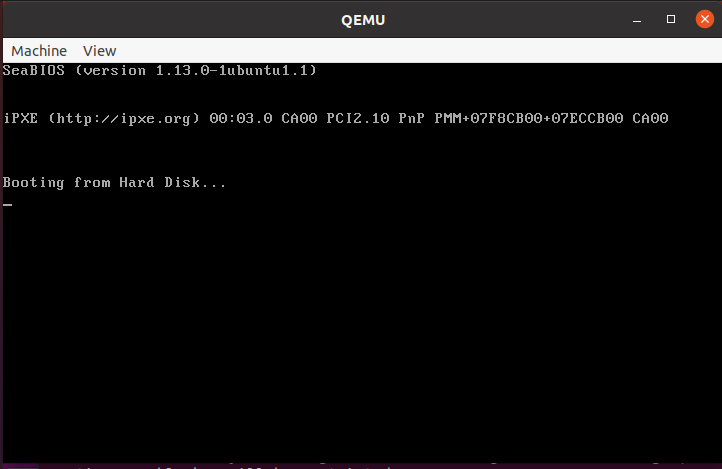 QEMU
Machine View
SeaBIOS (version 1.13.0-1ubuntu1.1)
iPXE (http://ipxe.org) 00:03.0 CA00 PCI2.10 PnP PMM+07F8CB00+07ECCB00 CA00
Booting from Hard Disk...